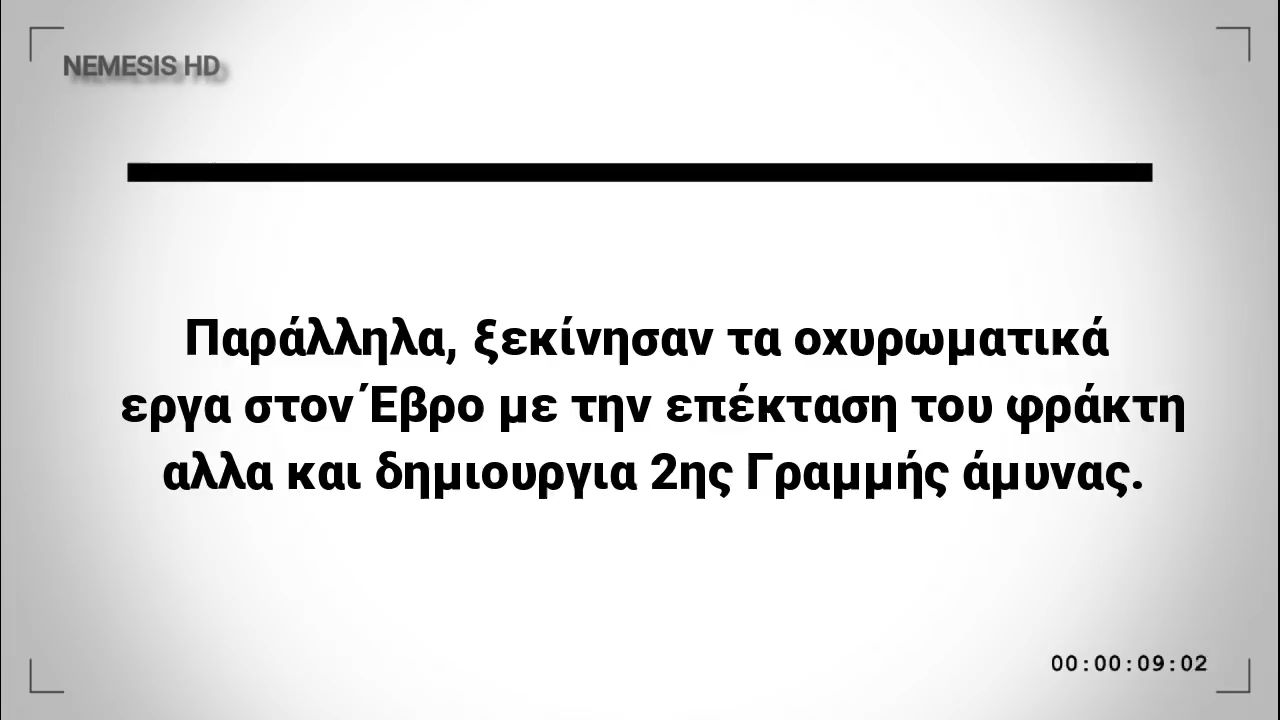 NEMESIS HD
Παράλληλα, ξεκίνησαν τα οχυρωματικά
εργα στον Έβρο με την επέκταση του φράκτη
αλλα και δημιουργια 2ης Γραμμής άμυνας.
00:00:09:02